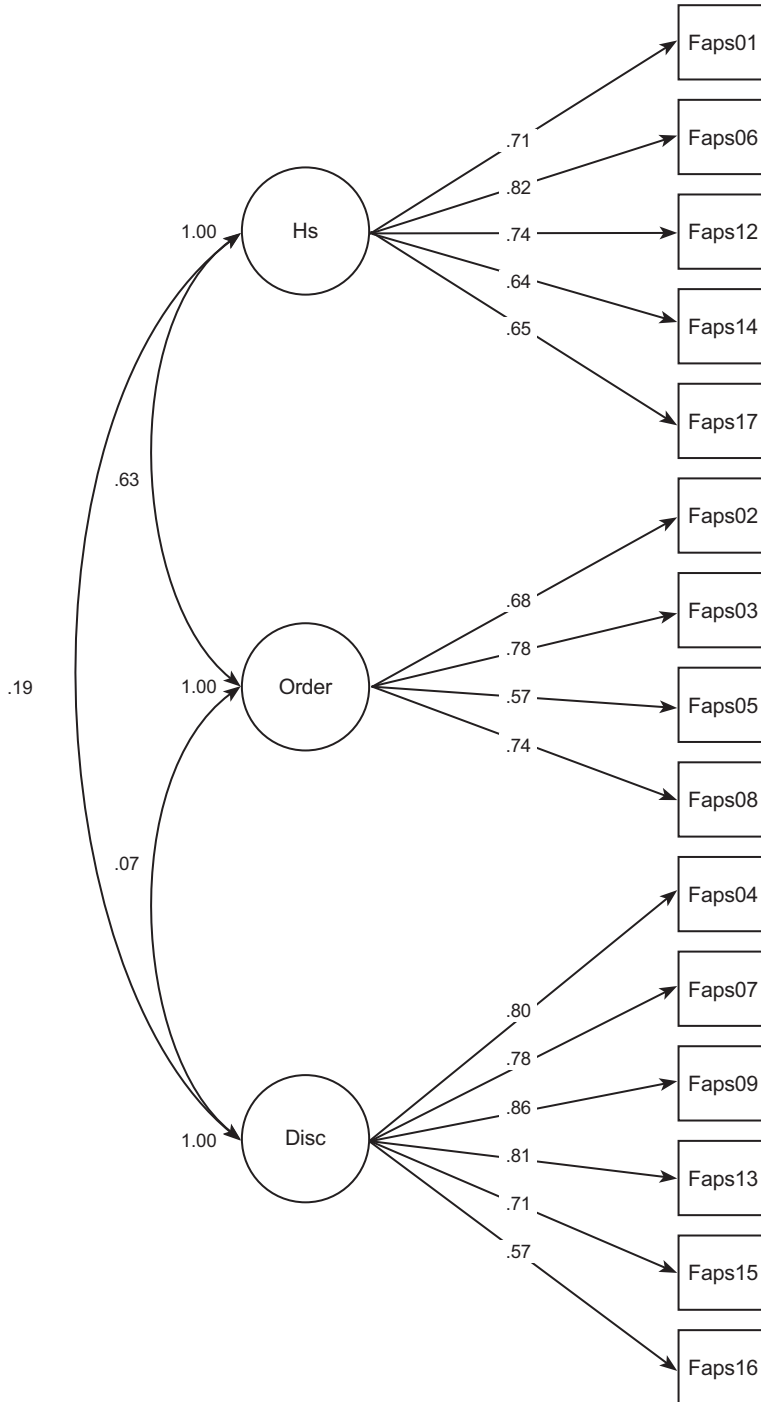 Faps01
Faps06
.71
.82
1.00
Hs
.74
Faps12
.64
Faps14
.65
Faps17
.63
Faps02
.68
Faps03
.78
.19
1.00
Order
.57
Faps05
.74
Faps08
.07
Faps04
.80
Faps07
.78
.86
Faps09
1.00
Disc
.81
Faps13
.71
.57
Faps15
Faps16